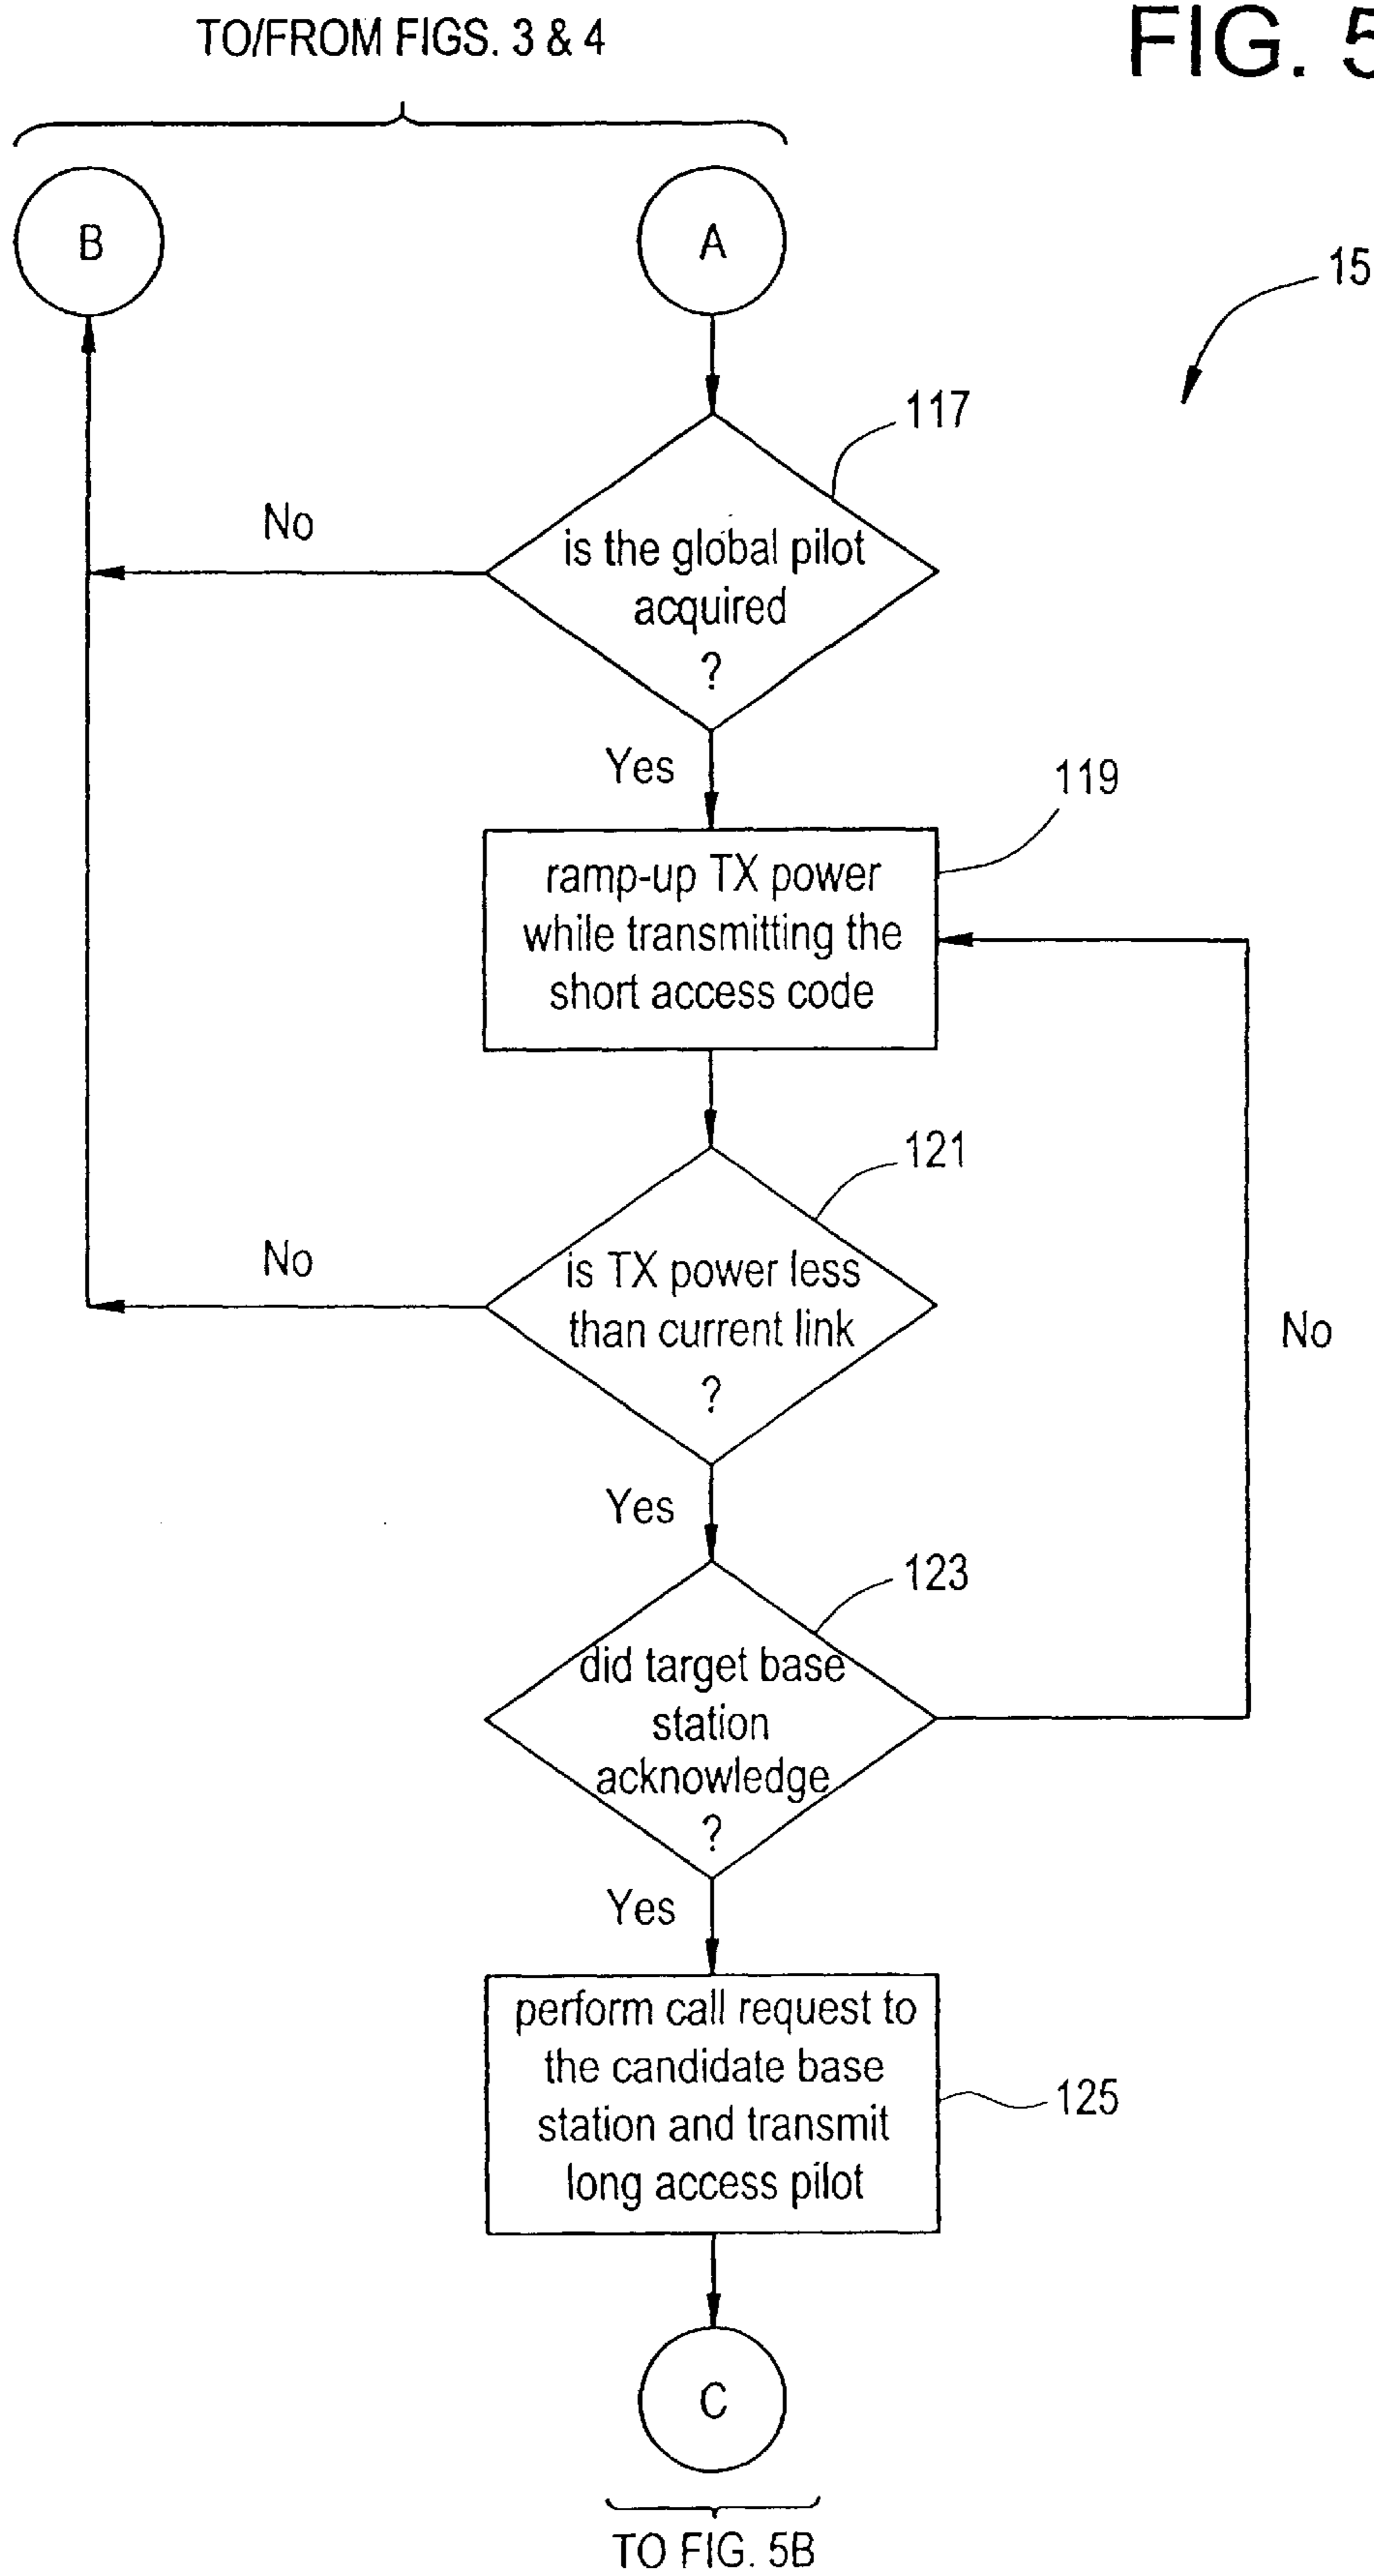 TO/FROM FIGS. 3 & 4
FIG. 5
B
A
15
117
No
is the global pilot
acquired
?
Yes
119
ramp-up TX power
while transmitting the
short access code
121
No
is TX power less
than current link
?
No
Yes
123
did target base
station
acknowledge
?
Yes
perform call request to
the candidate base
station and transmit
long access pilot
125
C
TO FIG. 5B